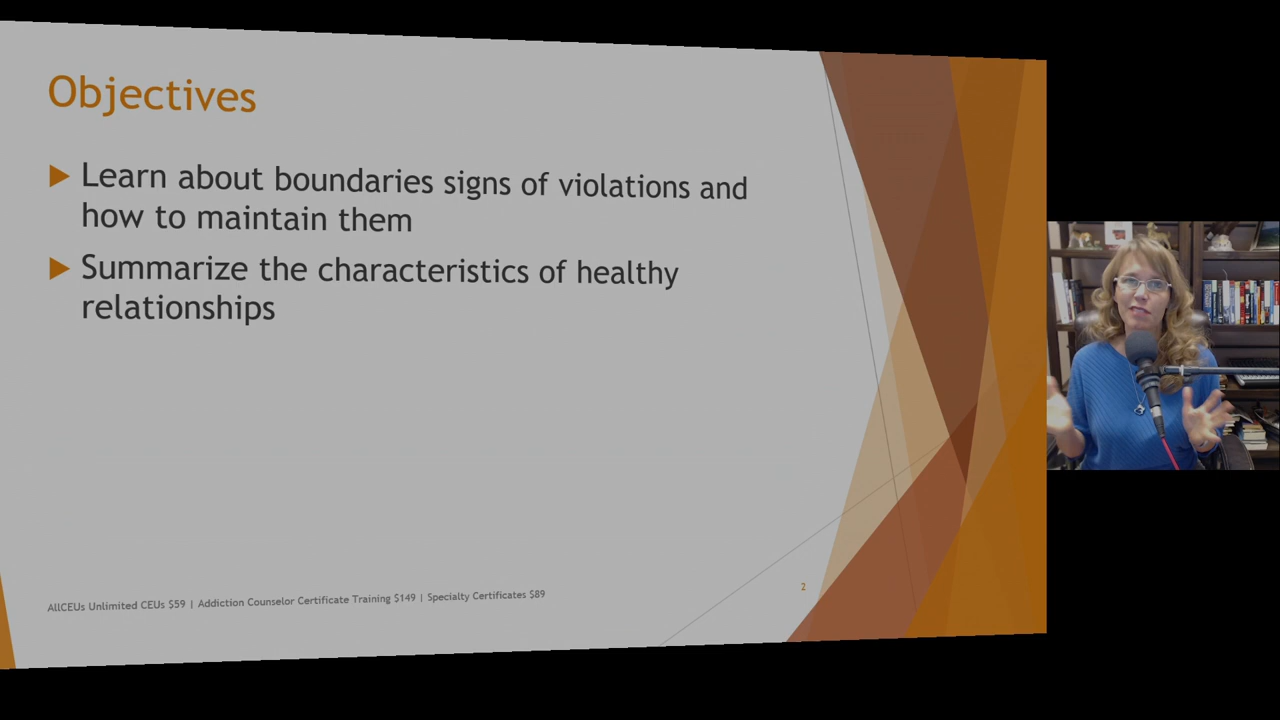 Objectives
Learn about boundaries signs of violations and
how to maintain them
Summarize the characteristics of healthy
relationships
AllCEUs Unlimited CEUs $59 | Addiction Counselor Certificate Training $149 | Specialty Certificates $89
2